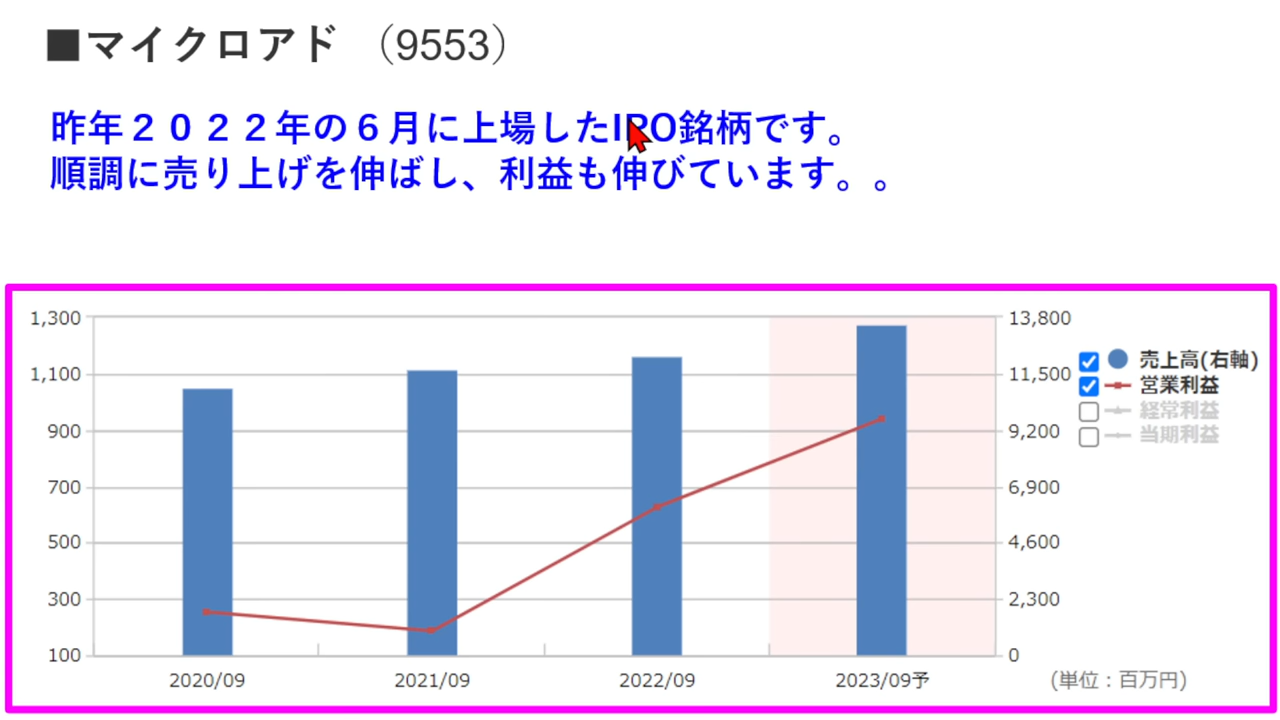 ■マイクロアド （9553）
昨年２０２２年の６月に上場したIPO銘柄です。
順調に売り上げを伸ばし、利益も伸びています。。
1,300
1,100
900
700
500
300
100
13,800
11,500
9,200
6,900
4,600
2,300
0
売上高(右軸)
営業利益
経常利益
当期利益
2020/09
2021/09
2022/09
2023/09予
(単位：百万円)